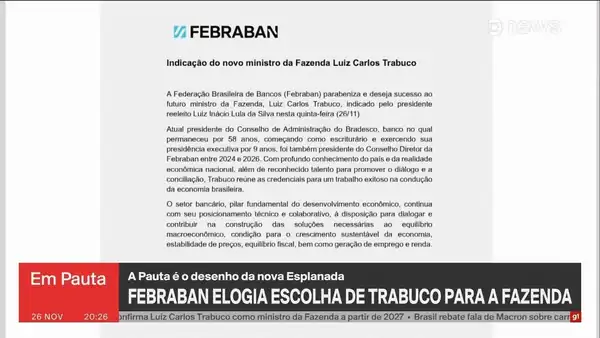 FEBRABAN
news
Indicação do novo ministro da Fazenda Luiz Carlos Trabuco
A Federação Brasileira de Bancos (Febraban) parabeniza e deseja sucesso ao
futuro ministro da Fazenda, Luiz Carlos Trabuco, indicado pelo presidente
reeleito Luiz Inácio Lula da Silva nesta quinta-feira (26/11)
Atual presidente do Conselho de Administração do Bradesco, banco no qual
permaneceu por 58 anos, começando como escriturário e exercendo sua
presidência executiva por 9 anos, foi também presidente do Conselho Diretor da
Febraban entre 2024 e 2026. Com profundo conhecimento do país e da realidade
econômica nacional, além de reconhecido talento para promover o diálogo e a
conciliação, Trabuco reúne as credenciais para um trabalho exitoso na condução
da economia brasileira.
O setor bancário, pilar fundamental do desenvolvimento econômico, continua
com seu posicionamento técnico e colaborativo, à disposição para dialogar e
contribuir na construção das soluções necessárias ao equilíbrio
macroeconômico, condição para o crescimento sustentável da economia,
estabilidade de preços, equilíbrio fiscal, bem como geração de emprego e renda.
Em Pauta
A Pauta é o desenho da nova Esplanada
FEBRABAN ELOGIA ESCOLHA DE TRABUCO PARA A FAZENDA
26 NOV 20:26
onfirma Luiz Carlos Trabuco como ministro da Fazenda a partir de 2027 • Brasil rebate fala de Macron sobre carn
g1